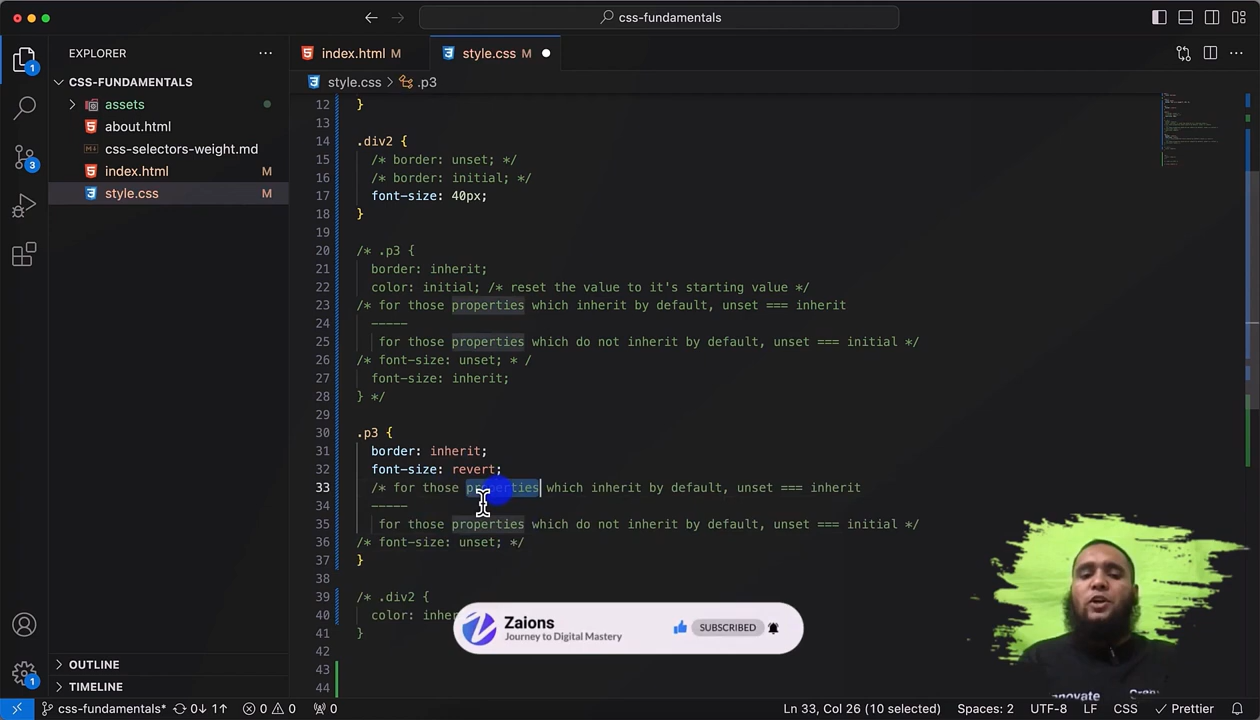 css-fundamentals
EXPLORER
index.html M
style.css M
CSS-FUNDAMENTALS
style.css > .p3
assets
about.html
css-selectors-weight.md
index.html M
style.css M
12 }
13
14 .div2 {
15 /* border: unset; */
16 /* border: initial; */
17 font-size: 40px;
18 }
19
20 /* .p3 {
21 border: inherit;
22 color: initial; /* reset the value to it's starting value */
23 /* for those properties which inherit by default, unset === inherit
24 -----
25 for those properties which do not inherit by default, unset === initial */
26 /* font-size: unset; * /
27 font-size: inherit;
28 } */
29
30 .p3 {
31 border: inherit;
32 font-size: revert;
33 /* for those properties which inherit by default, unset === inherit
34 -----
35 for those properties which do not inherit by default, unset === initial */
36 /* font-size: unset; */
37 }
38
39 /* .div2 {
40 color: inher
41 }
42
43
44
1
3
1
Zaions
Journey to Digital Mastery
SUBSCRIBED
OUTLINE
TIMELINE
css-fundamentals* 0↓ 1↑ 0 0 0
Ln 33, Col 26 (10 selected) Spaces: 2 UTF-8 LF CSS Prettier